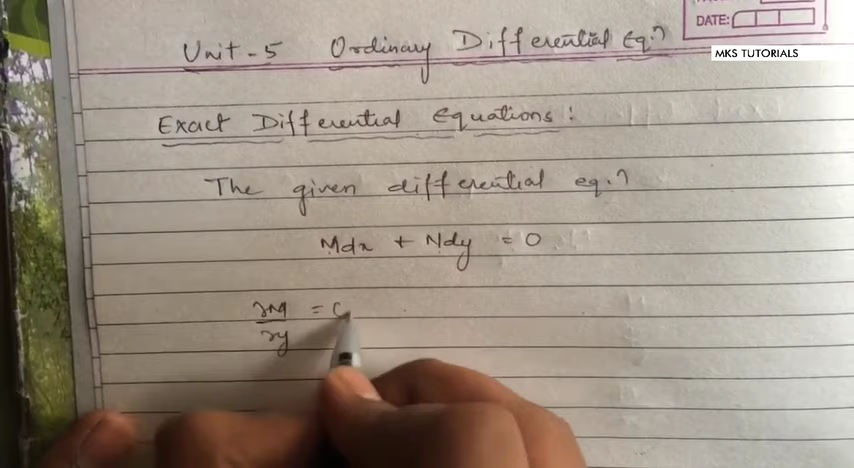 DATE:
Unit-5 Ordinary Differential Eq.n
MKS TUTORIALS
Exact Differential Equations :
The given differential eq.n
Mdx + Ndy = 0
∂M/∂y =